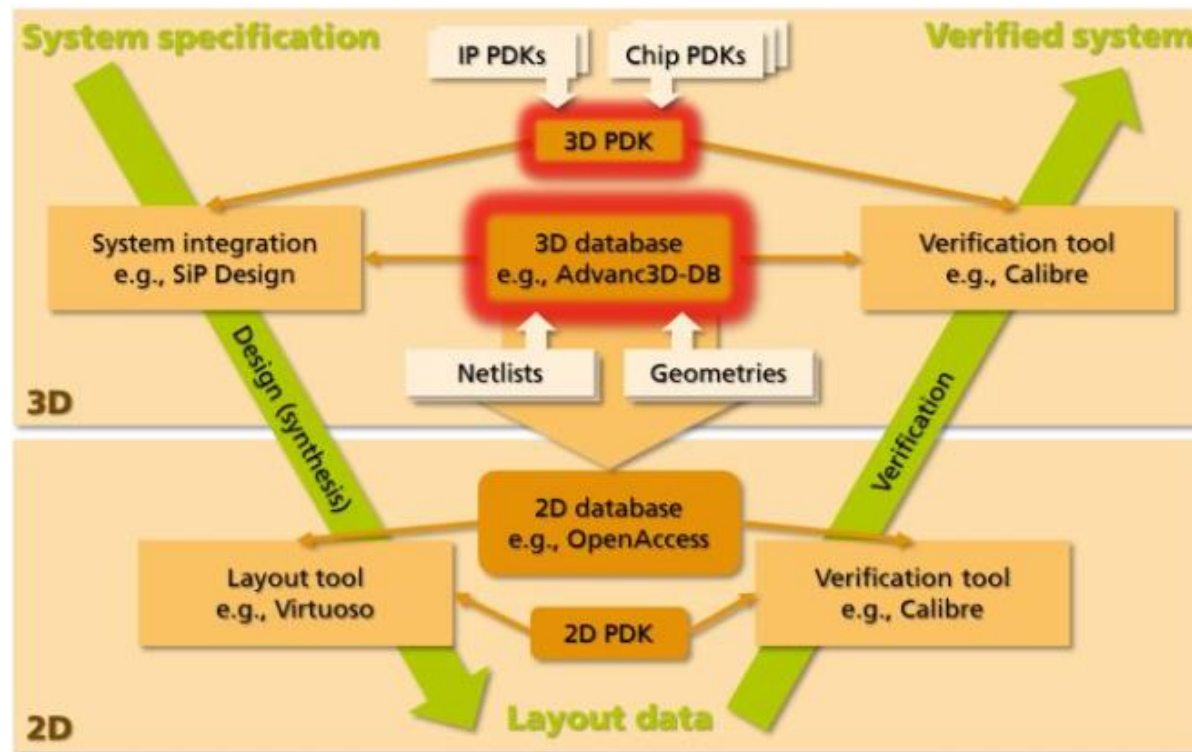 System specification
Verified system
IP PDKs
Chip PDKs
3D PDK
System integration
e.g., SiP Design
3D database
e.g., Advanc3D-DB
Verification tool
e.g., Calibre
Netlists
Geometries
Design (synthesis)
Verification
3D
2D database
e.g., OpenAccess
Layout tool
e.g., Virtuoso
Verification tool
e.g., Calibre
2D PDK
Layout data
2D